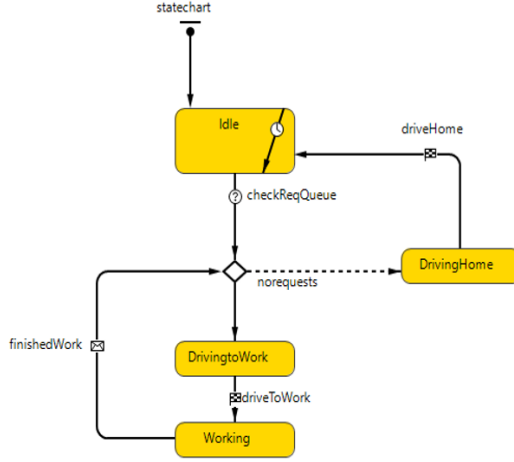 statechart
Idle
driveHome
checkReqQueue
DrivingHome
norequests
finishedWork
DrivingtoWork
driveToWork
Working